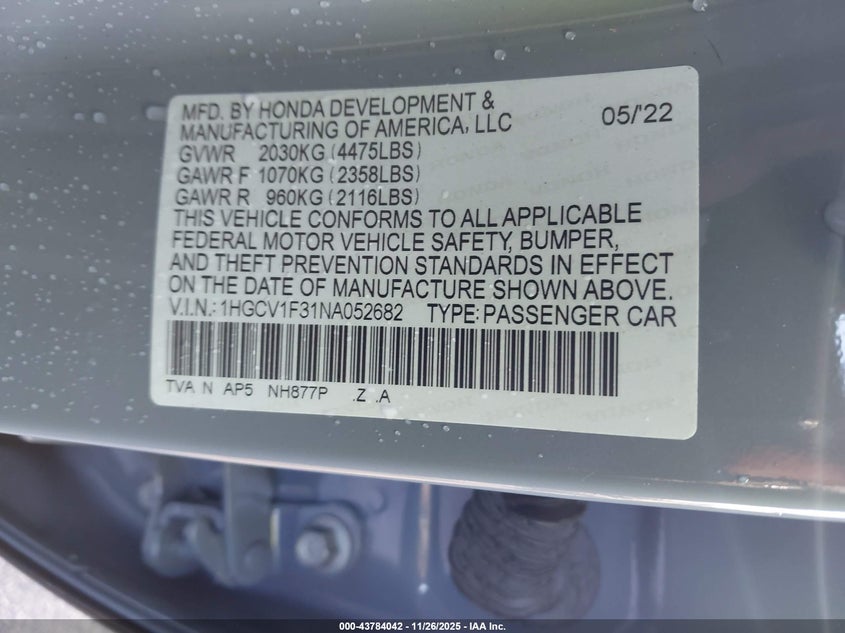 MFD. BY HONDA DEVELOPMENT &
MANUFACTURING OF AMERICA, LLC 05/'22
GVWR 2030KG (4475LBS)
GAWR F 1070KG (2358LBS)
GAWR R 960KG (2116LBS)
THIS VEHICLE CONFORMS TO ALL APPLICABLE
FEDERAL MOTOR VEHICLE SAFETY, BUMPER,
AND THEFT PREVENTION STANDARDS IN EFFECT
ON THE DATE OF MANUFACTURE SHOWN ABOVE.
V.I.N.: 1HGCV1F31NA052682 TYPE: PASSENGER CAR
TVA N AP5 NH877P .Z .A
000-43784042 - 11/26/2025 - IAA Inc.